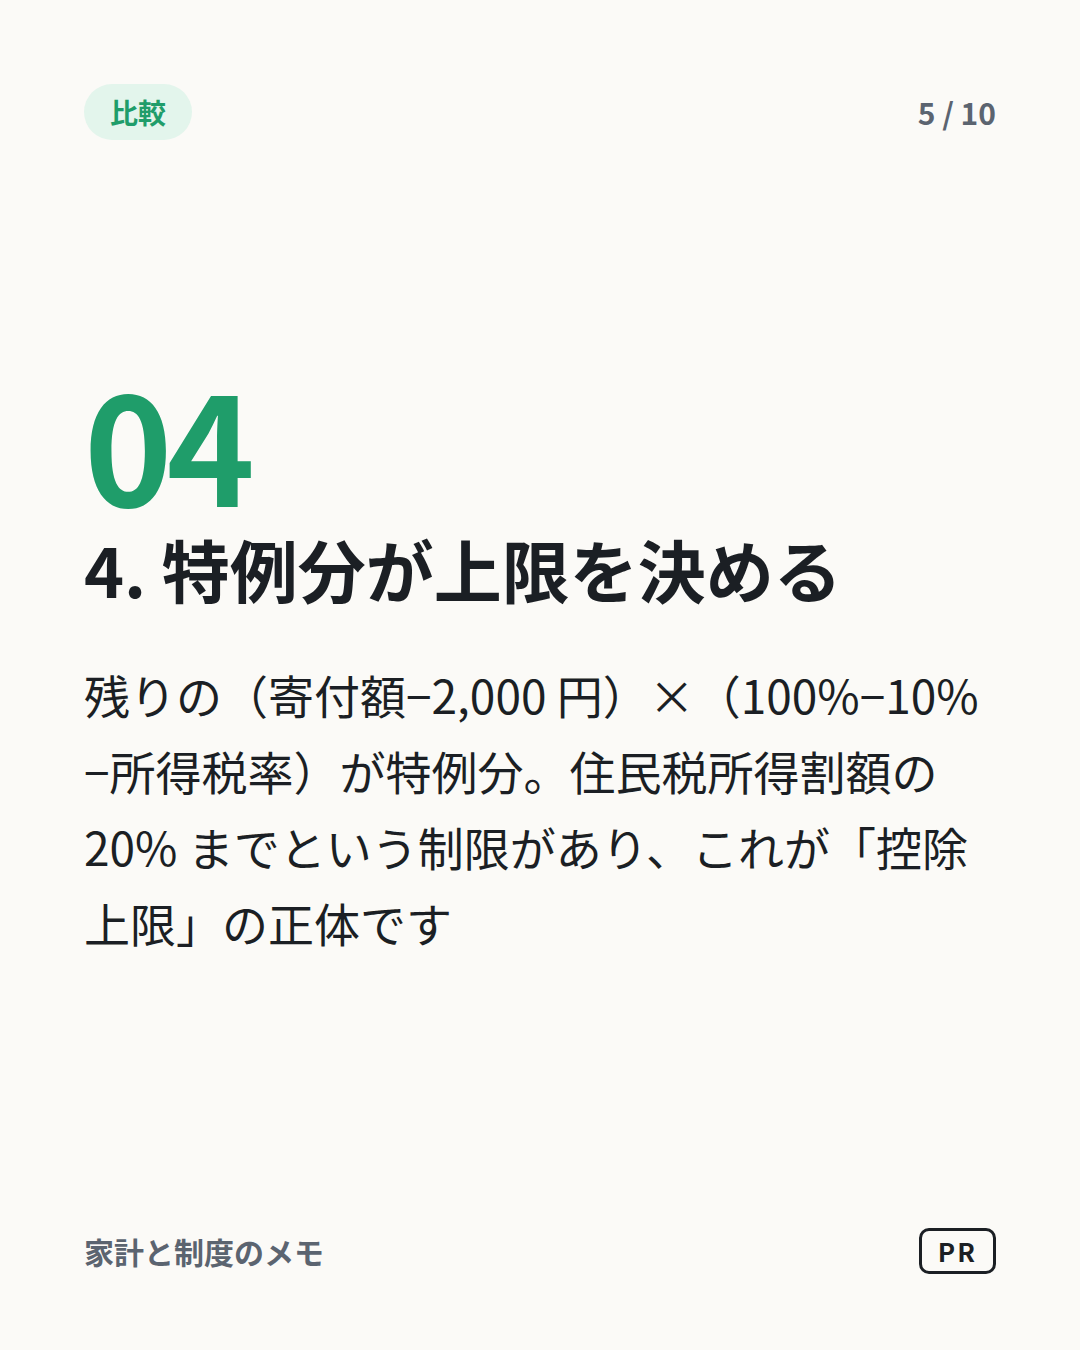 比較
5 / 10
04
4. 特例分が上限を決める
残りの（寄付額−2,000 円）×（100%−10%
−所得税率）が特例分。住民税所得割額の
20% までという制限があり、これが「控除
上限」の正体です
家計と制度のメモ
PR